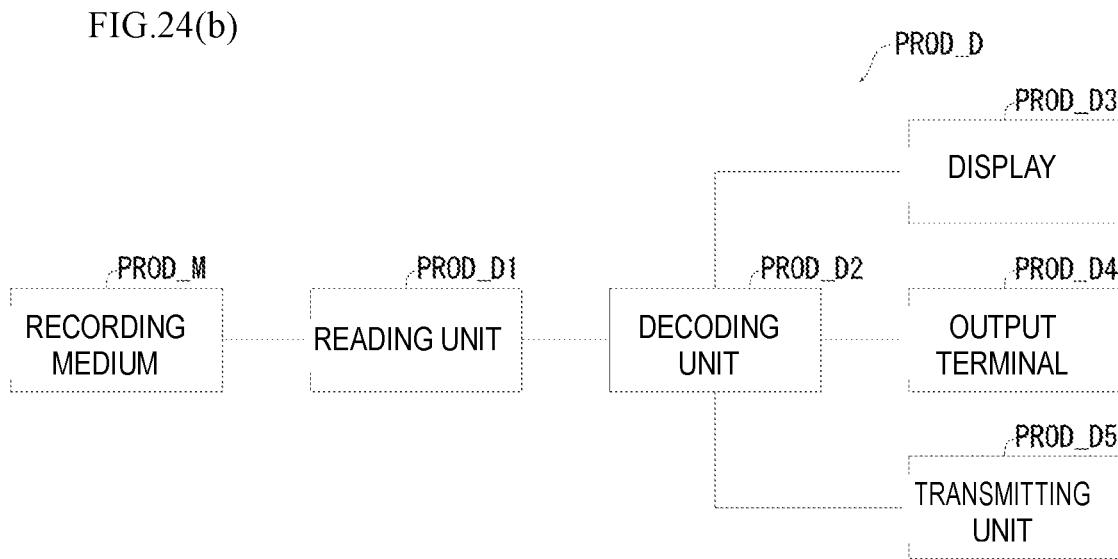 FIG.24(b)
PROD_D
PROD_D3
DISPLAY
PROD_M
PROD_D1
PROD_D2
PROD_D4
RECORDING
MEDIUM
READING UNIT
DECODING
UNIT
OUTPUT
TERMINAL
PROD_D5
TRANSMITTING
UNIT